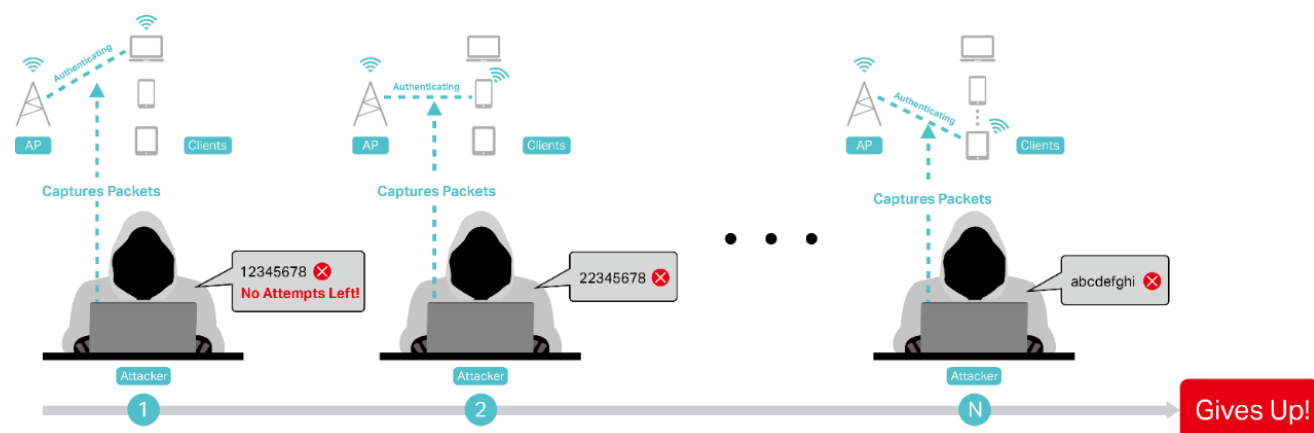 Authenticating
AP
Clients
Captures Packets
12345678
No Attempts Left!
Attacker
1
Authenticating
AP
Clients
Captures Packets
22345678
Attacker
2
Authenticating
AP
Clients
Captures Packets
abcdefghi
Attacker
N
Gives Up!